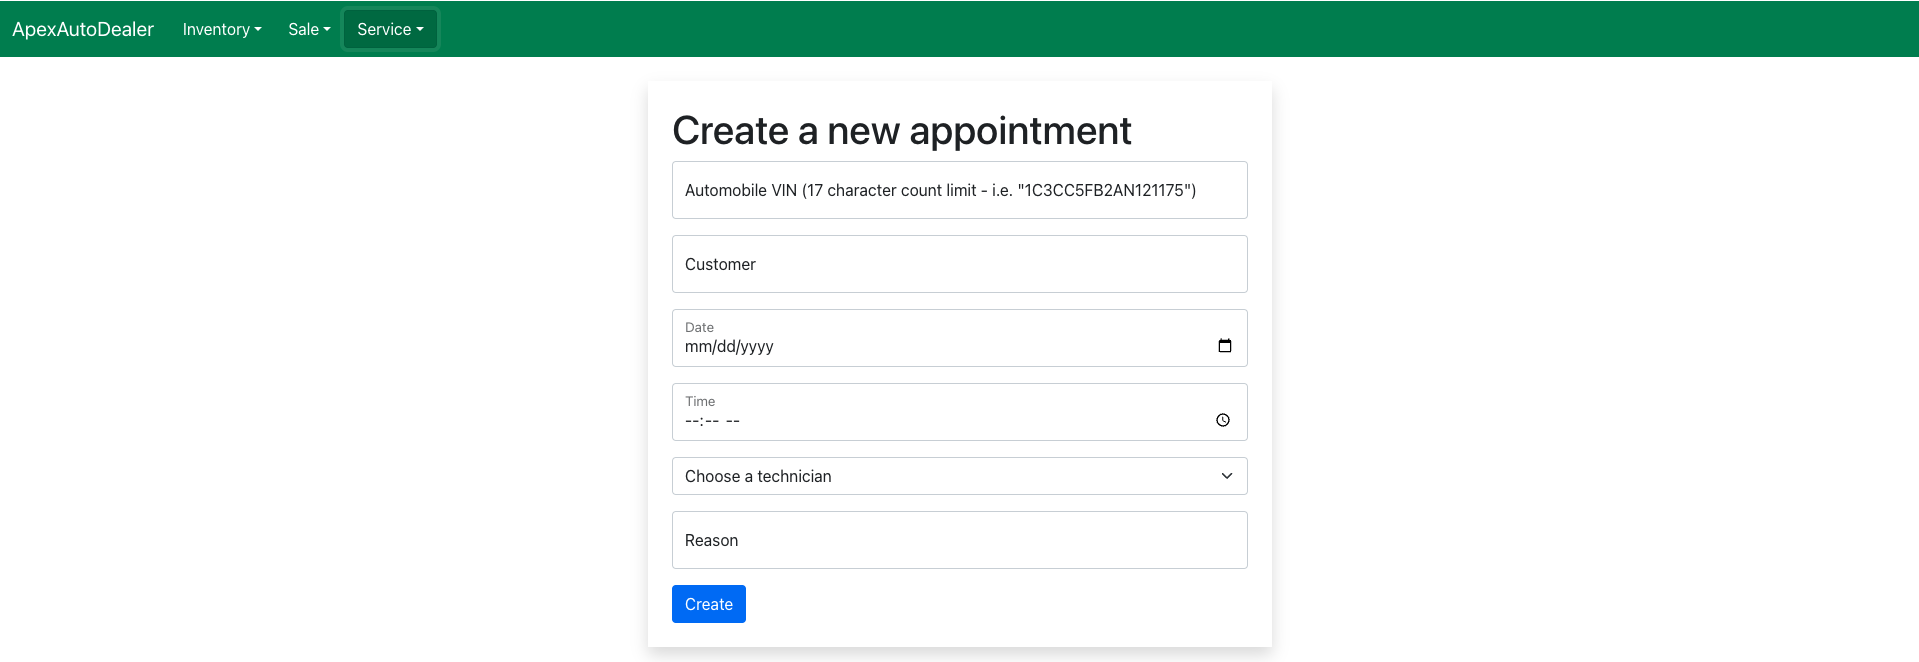 ApexAutoDealer Inventory Sale Service
Create a new appointment
Automobile VIN (17 character count limit - i.e. "1C3CC5FB2AN121175")
Customer
Date
mm/dd/yyyy
Time
--:-- --
Choose a technician
Reason
Create